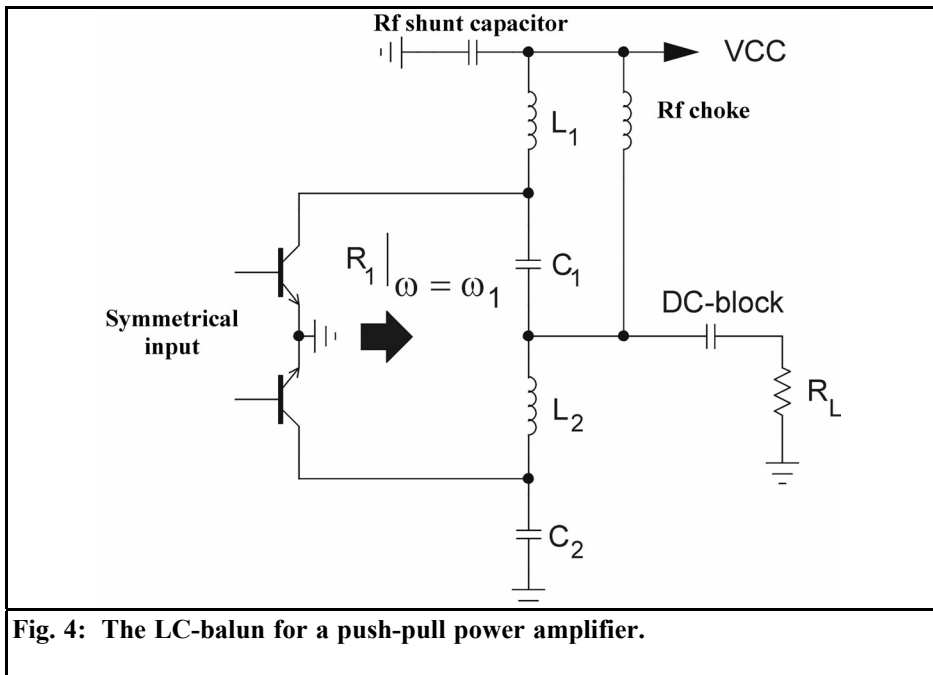 Rf shunt capacitor
VCC
L1
Rf choke
R1 | ω = ω1
C1
DC-block
Symmetrical
input
L2
RL
C2
Fig. 4: The LC-balun for a push-pull power amplifier.